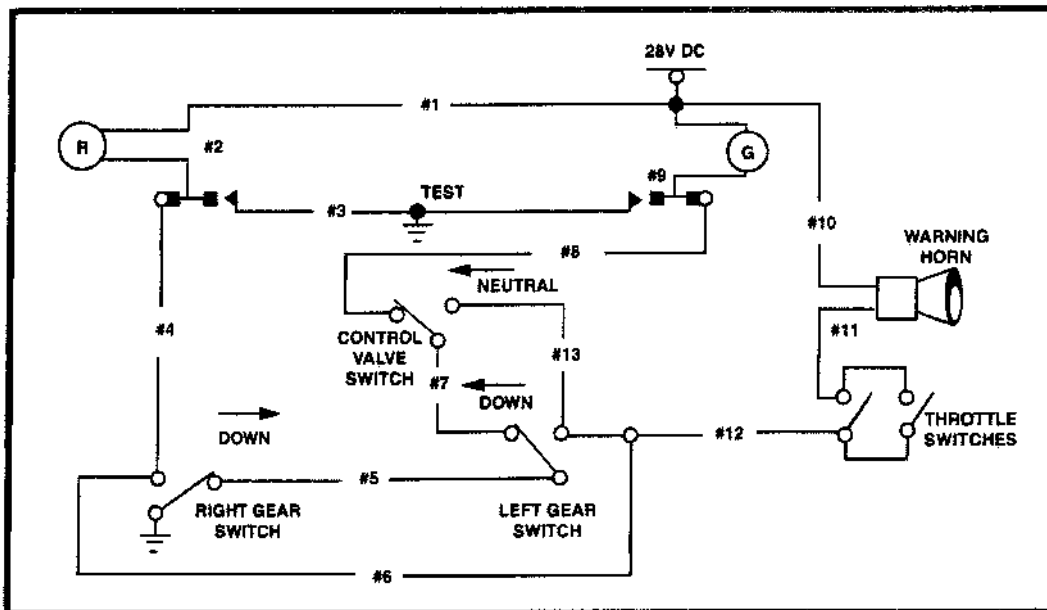 28V DC
#1
R
#2
G
TEST
#9
#3
#10
#8
WARNING
HORN
NEUTRAL
#4
#11
CONTROL
VALVE
SWITCH
#13
#7
DOWN
DOWN
#12
THROTTLE
SWITCHES
#5
RIGHT GEAR
SWITCH
LEFT GEAR
SWITCH
#6